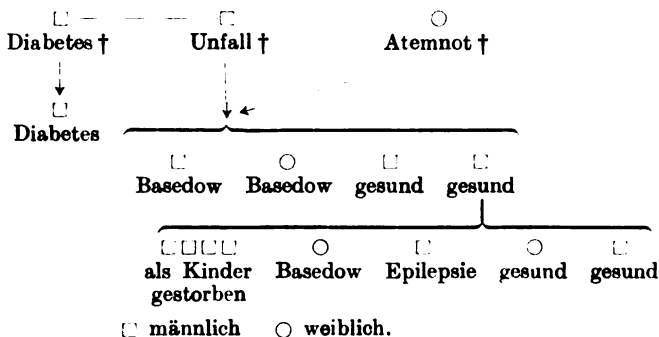 Diabetes † Unfall † Atemnot †
Diabetes
Basedow Basedow gesund gesund
als Kinder Basedow Epilepsie gesund gesund
gestorben
männlich weiblich.